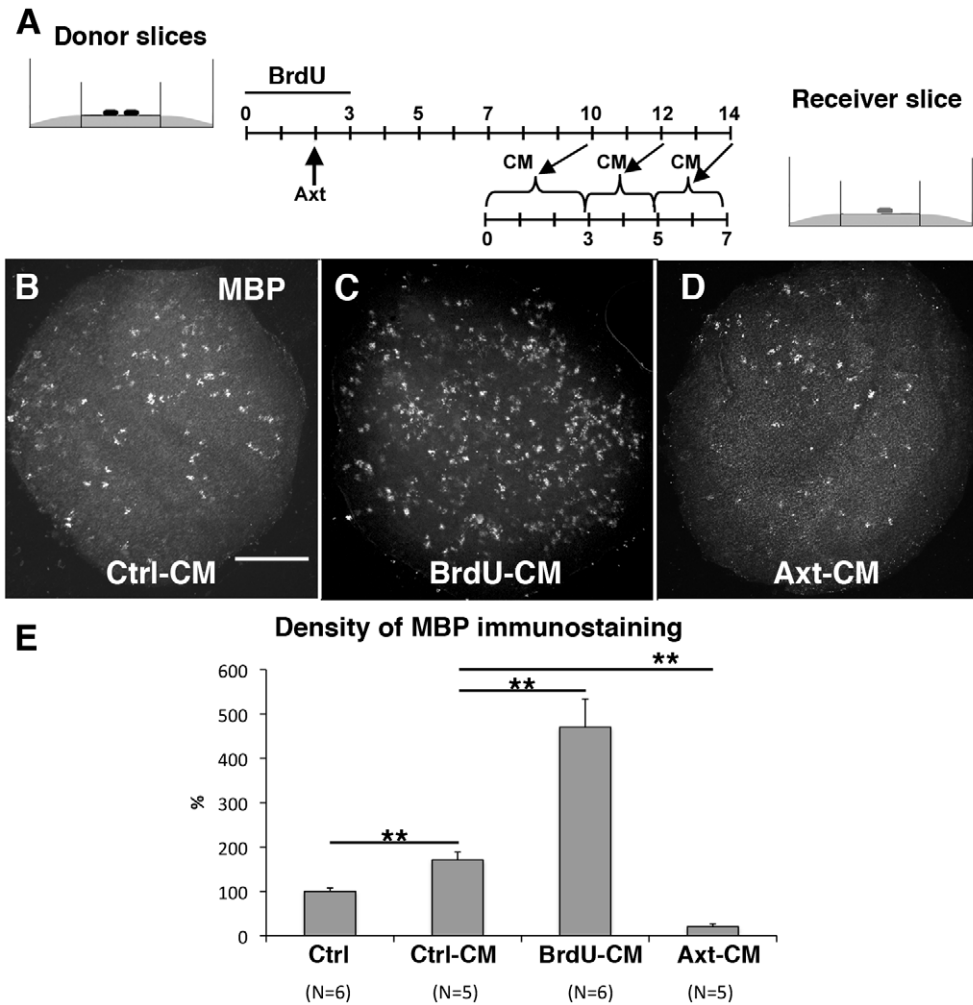 A
Donor slices
BrdU
0 3 5 7 10 12 14
Receiver slice
Axt
CM CM CM
0 3 5 7
B MBP C D
Ctrl-CM BrdU-CM Axt-CM
E
Density of MBP immunostaining
600
**
**
500
400
%
300
200
**
100
0
Ctrl Ctrl-CM BrdU-CM Axt-CM
(N=6) (N=5) (N=6) (N=5)